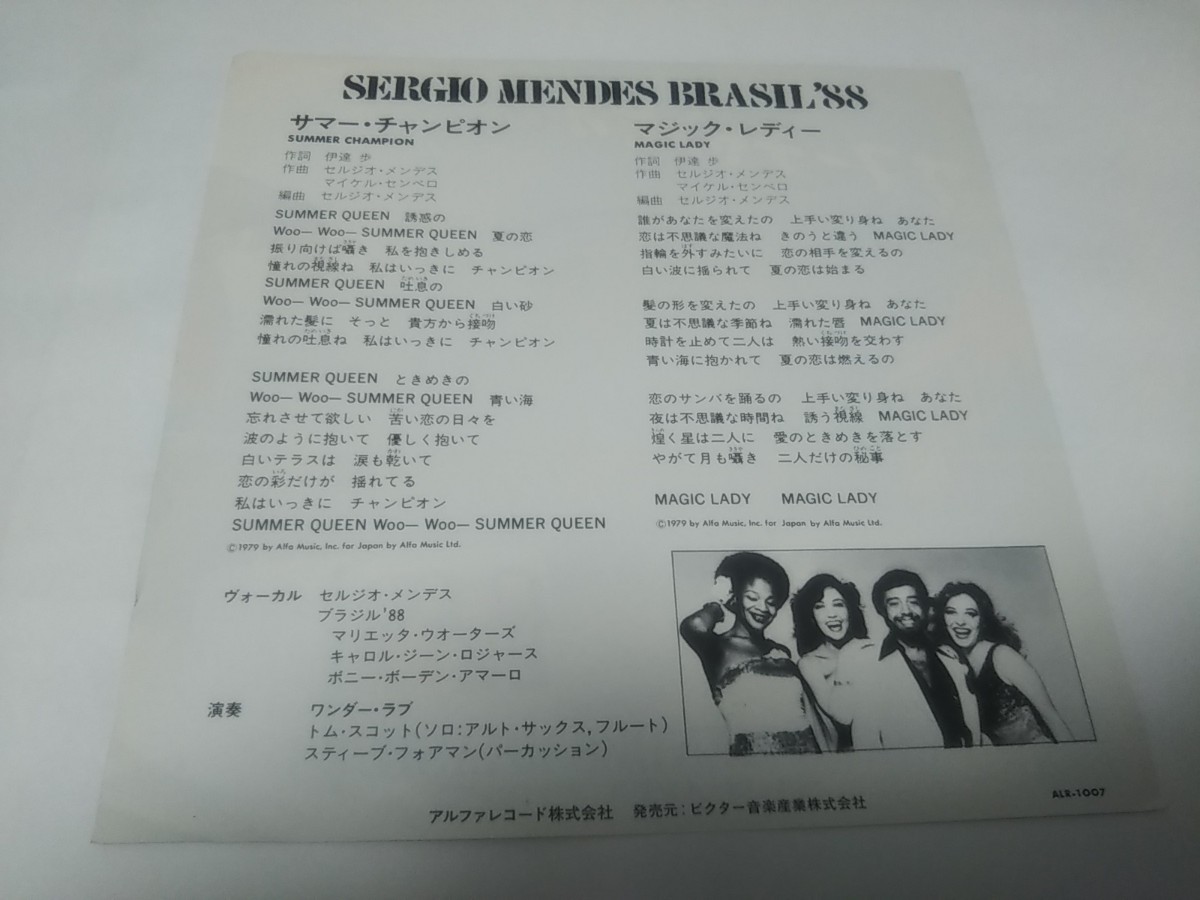 SERGIO MENDES BRASIL'88
サマー・チャンピオン
SUMMER CHAMPION
作詞 伊達 歩
作曲 セルジオ・メンデス
マイケル・センベロ
編曲 セルジオ・メンデス
SUMMER QUEEN 誘惑の
Woo— Woo— SUMMER QUEEN 夏の恋
振り向けば囁き 私を抱きしめる
憧れの視線ね 私はいっきに チャンピオン
SUMMER QUEEN 吐息の
Woo— Woo— SUMMER QUEEN 白い砂
濡れた髪に そっと 貴方から接吻
憧れの吐息ね 私はいっきに チャンピオン
SUMMER QUEEN ときめきの
Woo— Woo— SUMMER QUEEN 青い海
忘れさせて欲しい 苦い恋の日々を
波のように抱いて 優しく抱いて
白いテラスは 涙も乾いて
恋の彩だけが 揺れてる
私はいっきに チャンピオン
SUMMER QUEEN Woo— Woo— SUMMER QUEEN
©1979 by Alfa Music, Inc. for Japan by Alfa Music Ltd.
マジック・レディー
MAGIC LADY
作詞 伊達 歩
作曲 セルジオ・メンデス
マイケル・センベロ
編曲 セルジオ・メンデス
誰があなたを変えたの 上手い変り身ね あなた
恋は不思議な魔法ね きのうと違う MAGIC LADY
指輪を外すみたいに 恋の相手を変えるの
白い波に揺られて 夏の恋は始まる
髪の形を変えたの 上手い変り身ね あなた
夏は不思議な季節ね 濡れた唇 MAGIC LADY
時計を止めて二人は 熱い接吻を交わす
青い海に抱かれて 夏の恋は燃えるの
恋のサンバを踊るの 上手い変り身ね あなた
夜は不思議な時間ね 誘う視線 MAGIC LADY
煌く星は二人に 愛のときめきを落とす
やがて月も囁き 二人だけの秘事
MAGIC LADY MAGIC LADY
©1979 by Alfa Music, Inc. for Japan by Alfa Music Ltd.
ヴォーカル セルジオ・メンデス
ブラジル'88
マリエッタ・ウオーターズ
キャロル・ジーン・ロジャース
ボニー・ボーデン・アマーロ
演奏 ワンダー・ラブ
トム・スコット(ソロ:アルト・サックス,フルート)
スティーブ・フォアマン(パーカッション)
アルファレコード株式会社 発売元:ビクター音楽産業株式会社
ALR-1007